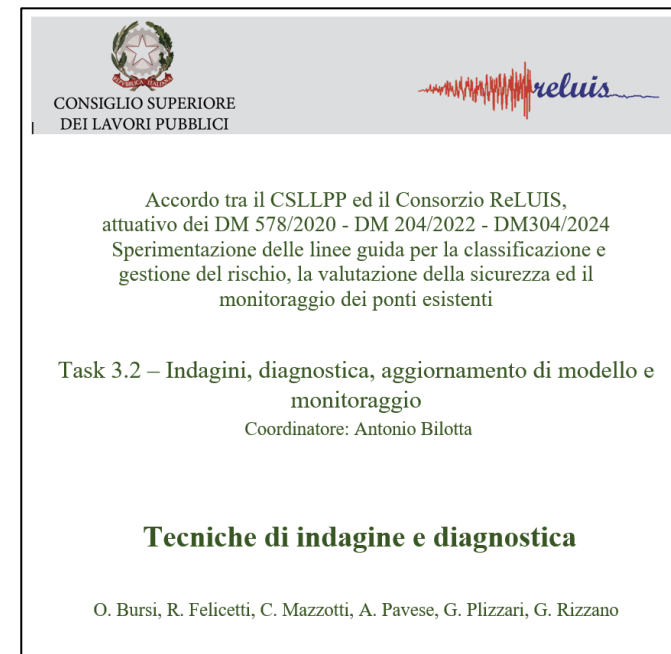 REPUBBLICA ITALIANA
CONSIGLIO SUPERIORE
DEI LAVORI PUBBLICI
reluis
Accordo tra il CSLLPP ed il Consorzio ReLUIS,
attuativo dei DM 578/2020 - DM 204/2022 - DM304/2024
Sperimentazione delle linee guida per la classificazione e
gestione del rischio, la valutazione della sicurezza ed il
monitoraggio dei ponti esistenti
Task 3.2 – Indagini, diagnostica, aggiornamento di modello e
monitoraggio
Coordinatore: Antonio Bilotta
Tecniche di indagine e diagnostica
O. Bursi, R. Felicetti, C. Mazzotti, A. Pavese, G. Plizzari, G. Rizzano